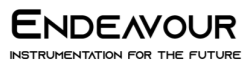 ENDEAVOUR
INSTRUMENTATION FOR THE FUTURE